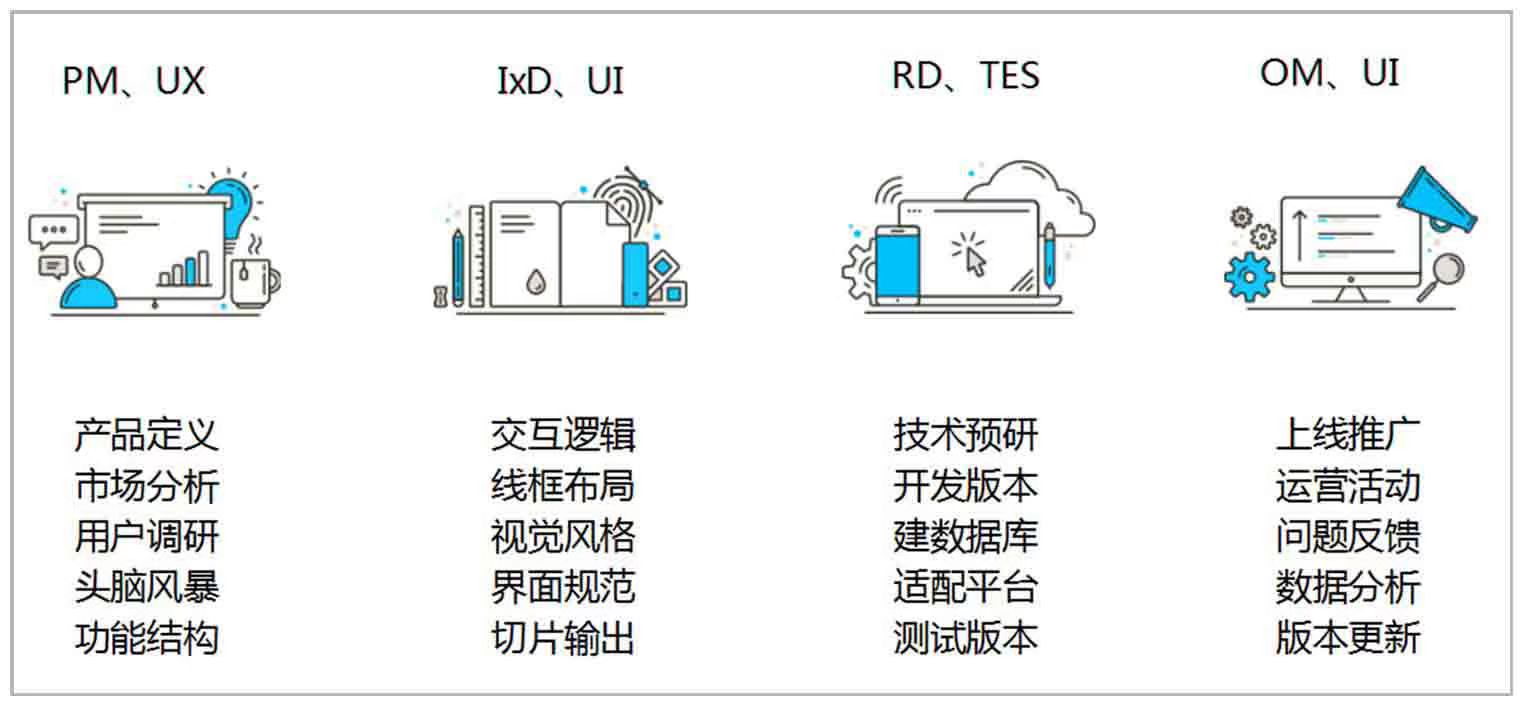 PM、UX
产品定义
市场分析
用户调研
头脑风暴
功能结构
IxD、UI
交互逻辑
线框布局
视觉风格
界面规范
切片输出
RD、TES
技术预研
开发版本
建数据库
适配平台
测试版本
OM、UI
上线推广
运营活动
问题反馈
数据分析
版本更新